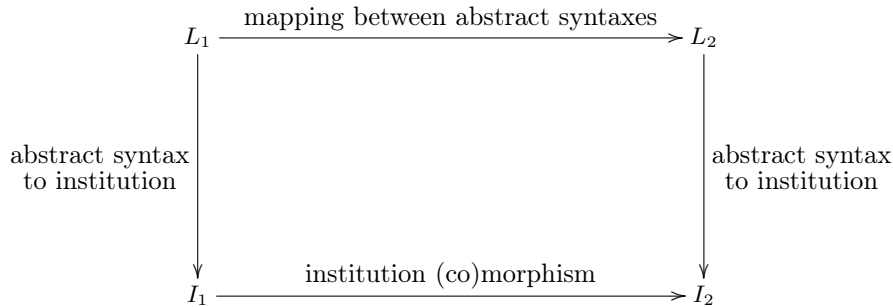 mapping between abstract syntaxes
L₁ L₂
abstract syntax
to institution
abstract syntax
to institution
institution (co)morphism
I₁ I₂